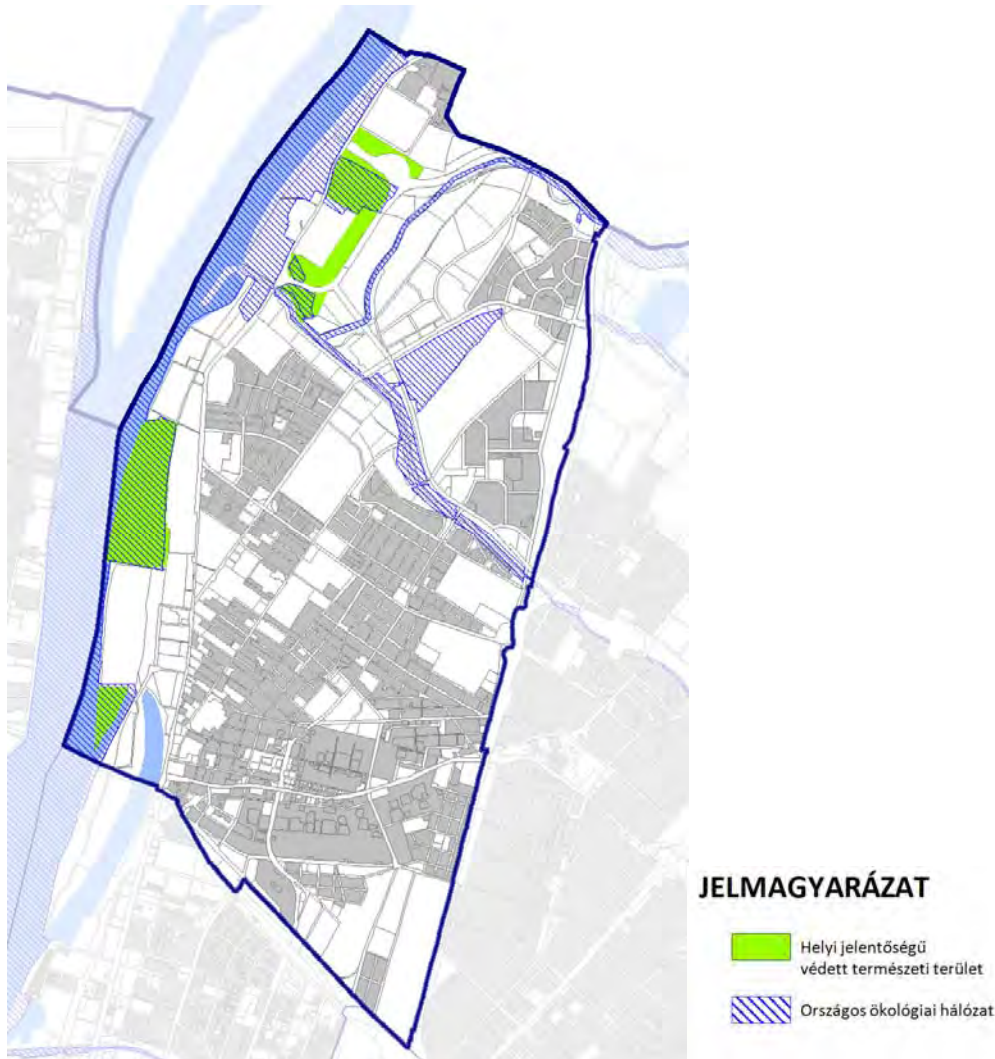 JELMAGYARÁZAT
Helyi jelentőségű
védett természeti terület
Országos ökológiai hálózat